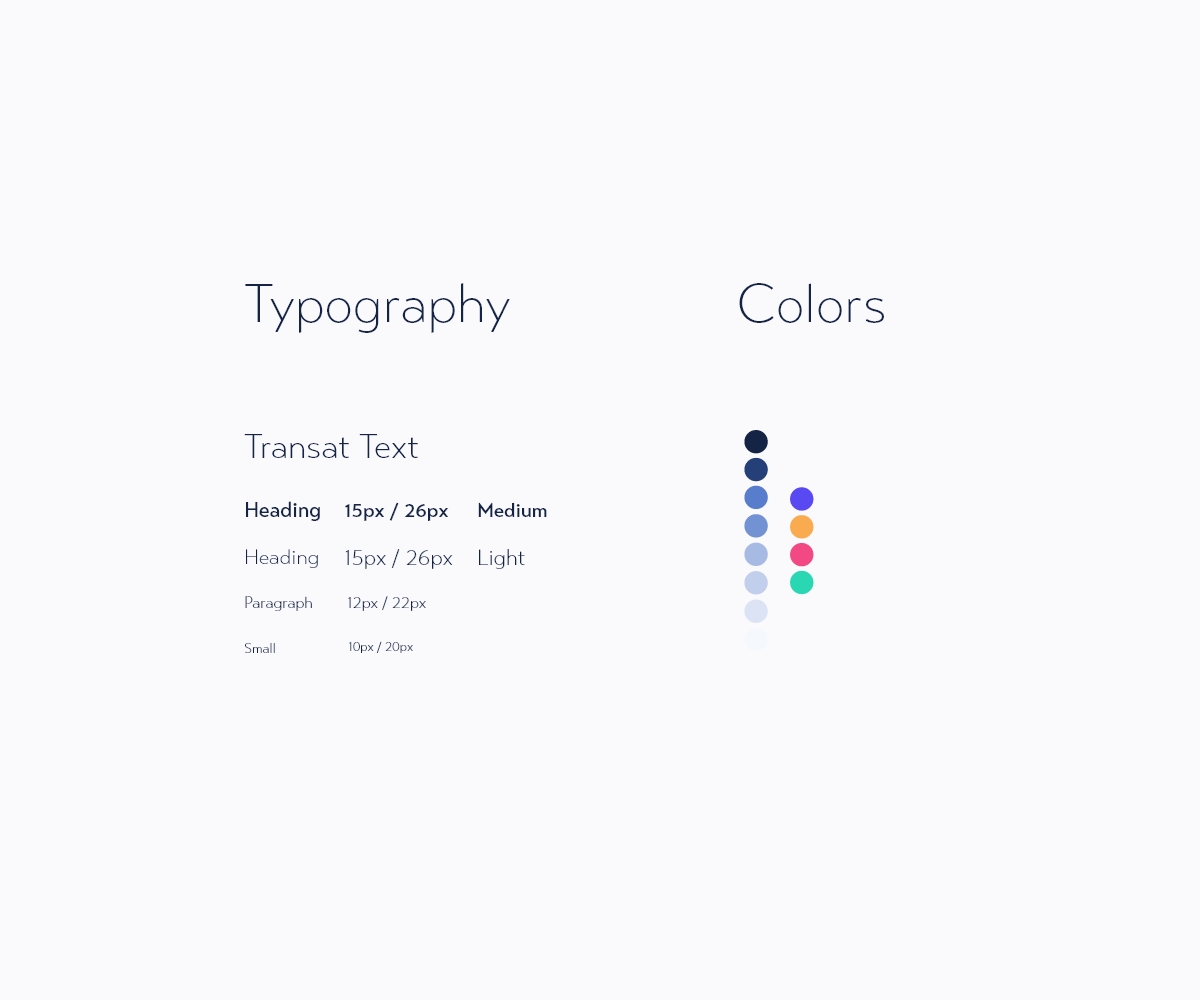 Typography
Transat Text
Heading 15px / 26px Medium
Heading 15px / 26px Light
Paragraph 12px / 22px
Small 10px / 20px
Colors